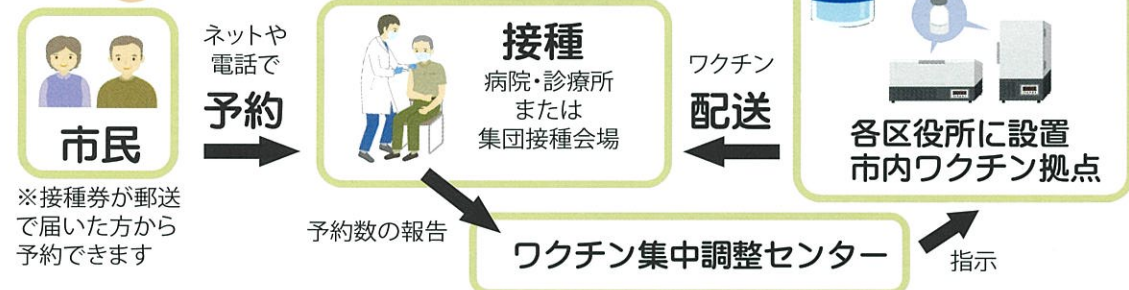 市民
※接種券が郵送
で届いた方から
予約できます
ネットや
電話で
予約
接種
病院・診療所
または
集団接種会場
予約数の報告
ワクチン集中調整センター
指示
各区役所に設置
市内ワクチン拠点
ワクチン
配送